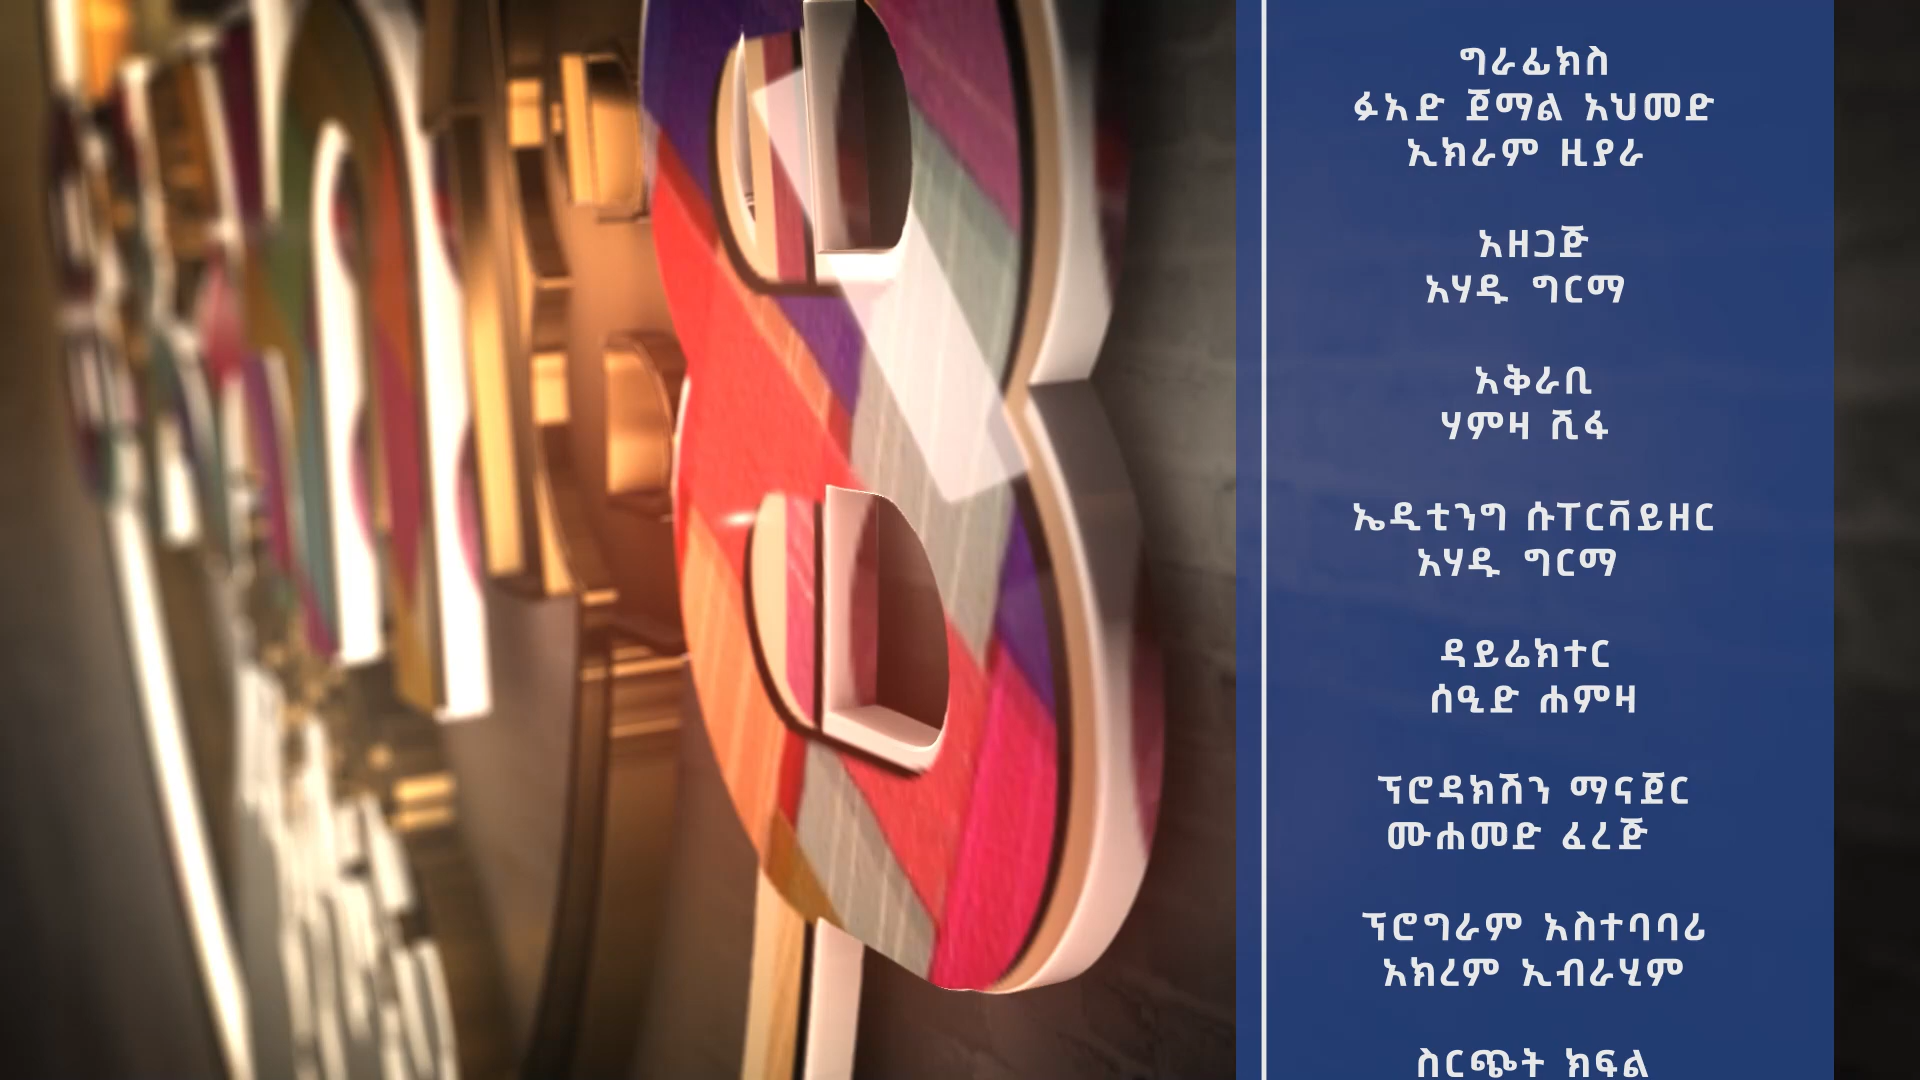 ግራፊክስ
ፉአድ ጀማል አህመድ
ኢክራም ዚያራ
አዘጋጅ
አሃዱ ግርማ
አቅራቢ
ሃምዛ ሺፋ
ኤዲቲንግ ሱፐርቫይዘር
አሃዱ ግርማ
ዳይሬክተር
ሰዒድ ሐምዛ
ፕሮዳክሽን ማናጀር
ሙሐመድ ፈረጅ
ፕሮግራም አስተባባሪ
አክረም ኢብራሂም
ስርጭት ክፍል